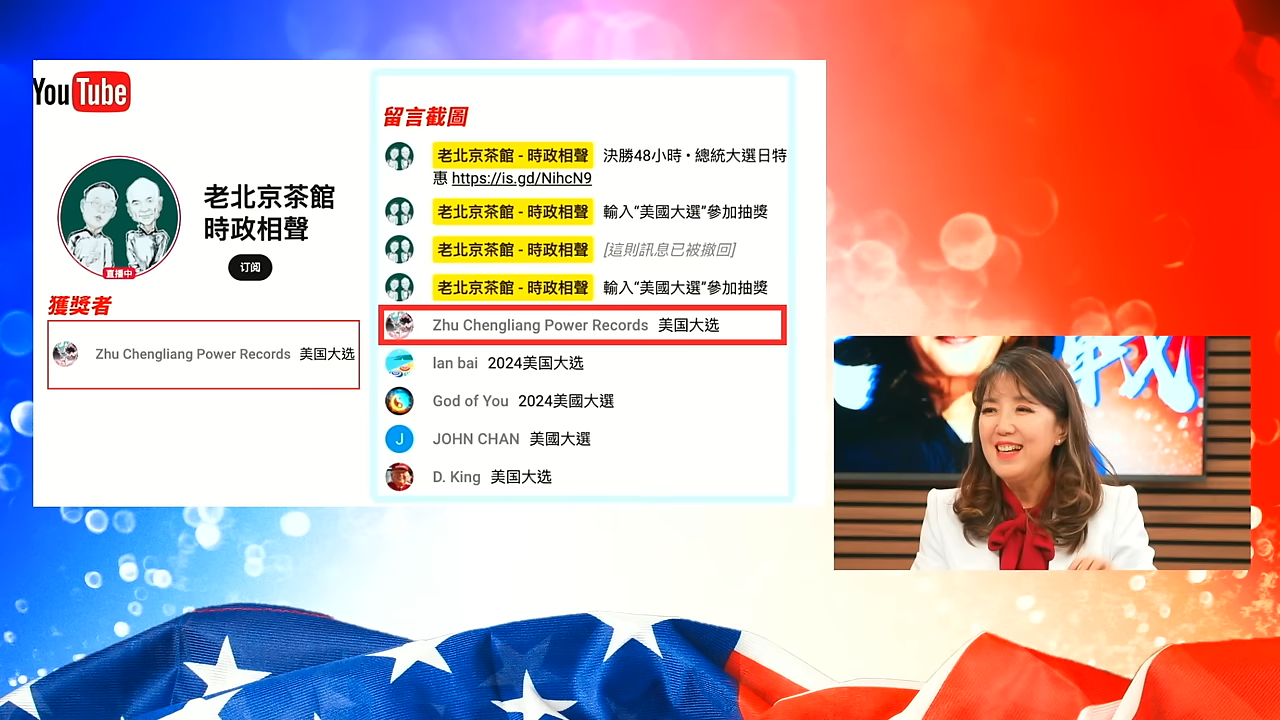 YouTube
老北京茶館
時政相聲
直播中
订阅
獲獎者
Zhu Chengliang Power Records 美国大选
留言截圖
老北京茶館 - 時政相聲 決勝48小時・總統大選日特
惠 https://is.gd/NihcN9
老北京茶館 - 時政相聲 輸入“美國大選”參加抽獎
老北京茶館 - 時政相聲 [這則訊息已被撤回]
老北京茶館 - 時政相聲 輸入“美國大選”參加抽獎
Zhu Chengliang Power Records 美国大选
lan bai 2024美国大选
God of You 2024美國大選
J JOHN CHAN 美國大選
D. King 美国大选
戰